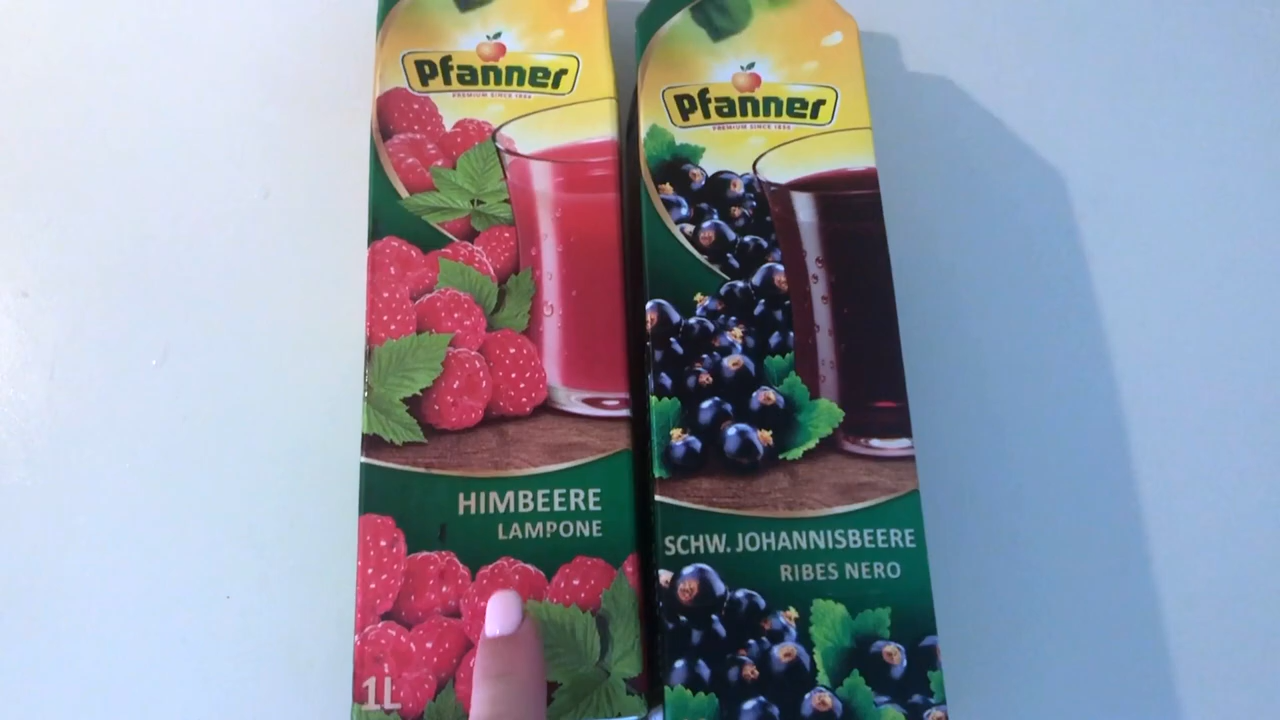 Pfanner
PREMIUM SINCE 1856
HIMBEERE
LAMPONE
1L
Pfanner
PREMIUM SINCE 1856
SCHW. JOHANNISBEERE
RIBES NERO